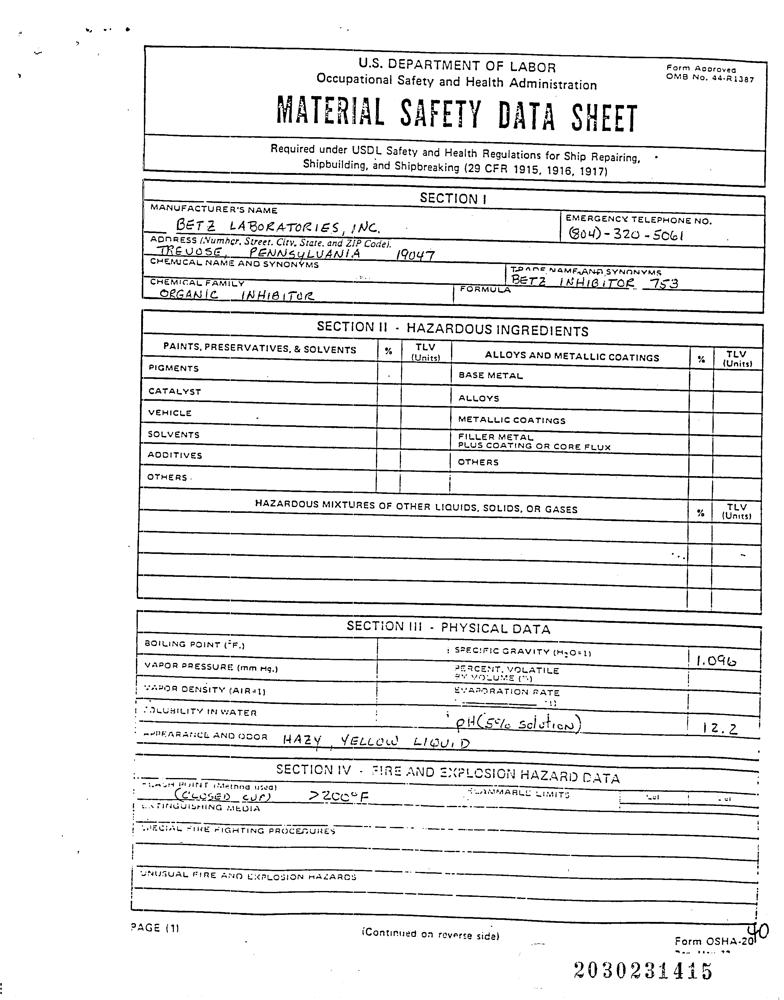 U.S. DEPARTMENT OF LABOR
Occupational Safety and Health Administration
Form Approved
OMB No. 44-R1387
MATERIAL SAFETY DATA SHEET
Required under USDL Safety and Health Regulations for Ship Repairing,
Shipbuilding, and Shipbreaking (29 CFR 1915, 1916, 1917)
SECTION I
MANUFACTURER'S NAME
BETZ LABORATORIES, INC.
EMERGENCY TELEPHONE NO.
(804)-320-5061
ADDRESS (Number, Street, City, State, and ZIP Code)
TREVOSE, PENNSYLVANIA 19047
CHEMICAL NAME AND SYNONYMS
TRADE NAME AND SYNONYMS
BETZ INHIBITOR 753
CHEMICAL FAMILY
ORGANIC INHIBITOR
FORMULA
SECTION II - HAZARDOUS INGREDIENTS
PAINTS, PRESERVATIVES, & SOLVENTS % TLV (Units) ALLOYS AND METALLIC COATINGS % TLV (Units)
PIGMENTS BASE METAL
CATALYST ALLOYS
VEHICLE METALLIC COATINGS
SOLVENTS FILLER METAL
PLUS COATING OR CORE FLUX
ADDITIVES OTHERS
OTHERS
HAZARDOUS MIXTURES OF OTHER LIQUIDS, SOLIDS, OR GASES % TLV (Units)
SECTION III - PHYSICAL DATA
BOILING POINT (°F.) SPECIFIC GRAVITY (H2O=1) 1.096
VAPOR PRESSURE (mm Hg.) PERCENT, VOLATILE
BY VOLUME (%)
VAPOR DENSITY (AIR=1) EVAPORATION RATE
=1)
SOLUBILITY IN WATER pH(5% solution) 12.2
APPEARANCE AND ODOR HAZY, YELLOW LIQUID
SECTION IV - FIRE AND EXPLOSION HAZARD DATA
FLASH POINT (Method used)
(CLOSED CUP) >200°F
FLAMMABLE LIMITS
EXTINGUISHING MEDIA
SPECIAL FIRE FIGHTING PROCEDURES
UNUSUAL FIRE AND EXPLOSION HAZARDS
PAGE (1)
(Continued on reverse side)
Form OSHA-20
40
2030231415